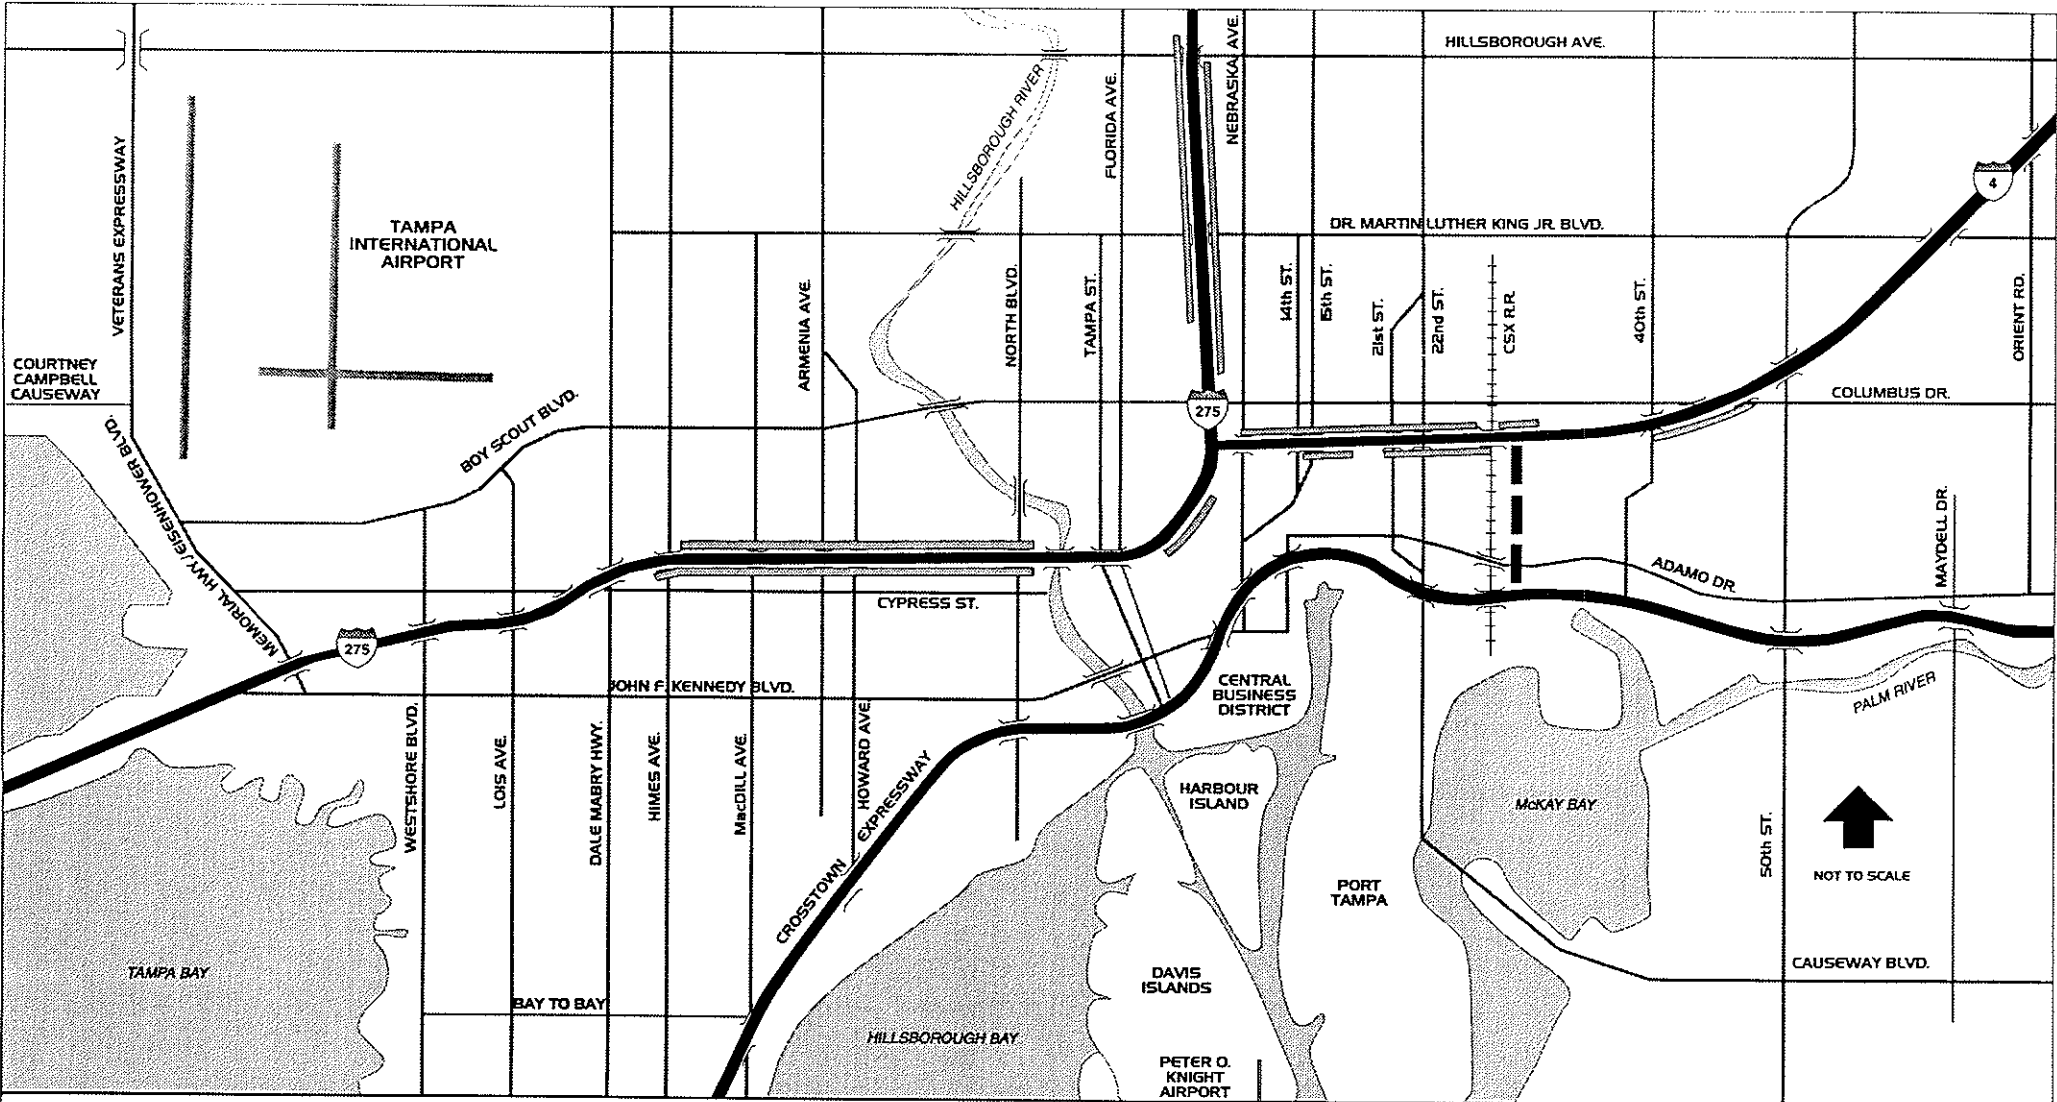 HILLSBOROUGH AVE.
NEBRASKA AVE.
FLORIDA AVE.
HILLSBOROUGH RIVER
VETERANS EXPRESSWAY
TAMPA
INTERNATIONAL
AIRPORT
4
DR. MARTIN LUTHER KING JR. BLVD.
ARMENIA AVE.
NORTH BLVD.
TAMPA ST.
14th ST.
15th ST.
21st ST.
22nd ST.
CSX R.R.
40th ST.
ORIENT RD.
COURTNEY
CAMPBELL
CAUSEWAY
BOY SCOUT BLVD.
275
COLUMBUS DR.
MEMORIAL HWY./EISENHOWER BLVD.
MAYDELL DR.
ADAMO DR.
CYPRESS ST.
275
JOHN F. KENNEDY BLVD.
CENTRAL
BUSINESS
DISTRICT
PALM RIVER
WESTSHORE BLVD.
LOIS AVE.
DALE MABRY HWY.
HIMES AVE.
MacDILL AVE.
HOWARD AVE.
CROSSTOWN EXPRESSWAY
HARBOUR
ISLAND
McKAY BAY
50th ST.
NOT TO SCALE
PORT
TAMPA
CAUSEWAY BLVD.
TAMPA BAY
DAVIS
ISLANDS
BAY TO BAY
HILLSBOROUGH BAY
PETER O.
KNIGHT
AIRPORT